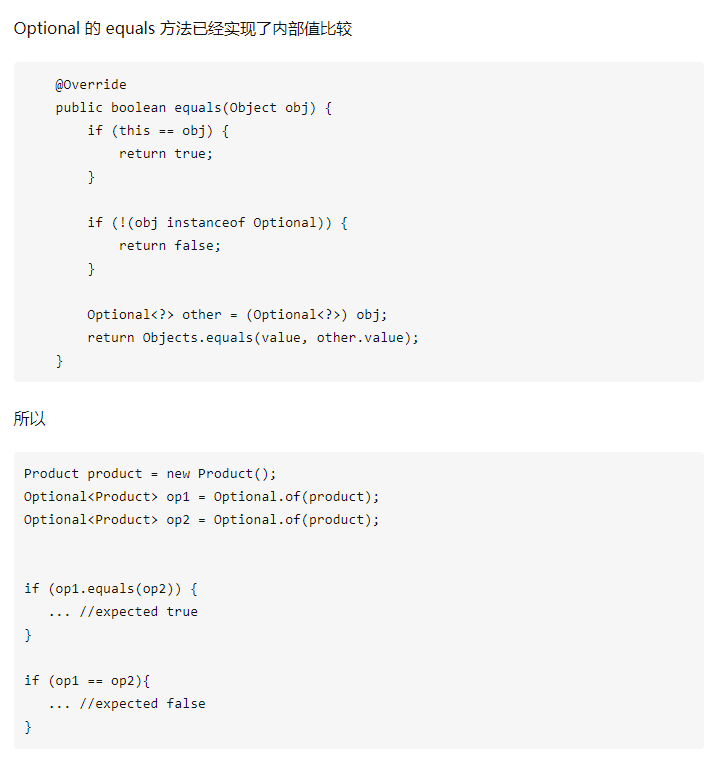 Optional 的 equals 方法已经实现了内部值比较
    @Override
    public boolean equals(Object obj) {
        if (this == obj) {
            return true;
        }

        if (!(obj instanceof Optional)) {
            return false;
        }

        Optional<?> other = (Optional<?>) obj;
        return Objects.equals(value, other.value);
    }
所以
Product product = new Product();
Optional<Product> op1 = Optional.of(product);
Optional<Product> op2 = Optional.of(product);


if (op1.equals(op2)) {
   ... //expected true
}

if (op1 == op2){
   ... //expected false
}